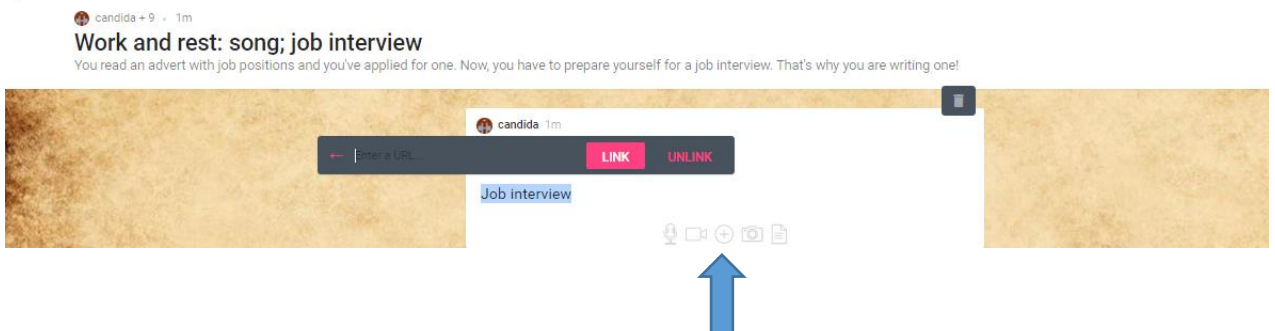 candida + 9 · 1m
Work and rest: song; job interview
You read an advert with job positions and you've applied for one. Now, you have to prepare yourself for a job interview. That's why you are writing one!
candida 1m
← Enter a URL... LINK UNLINK
Job interview